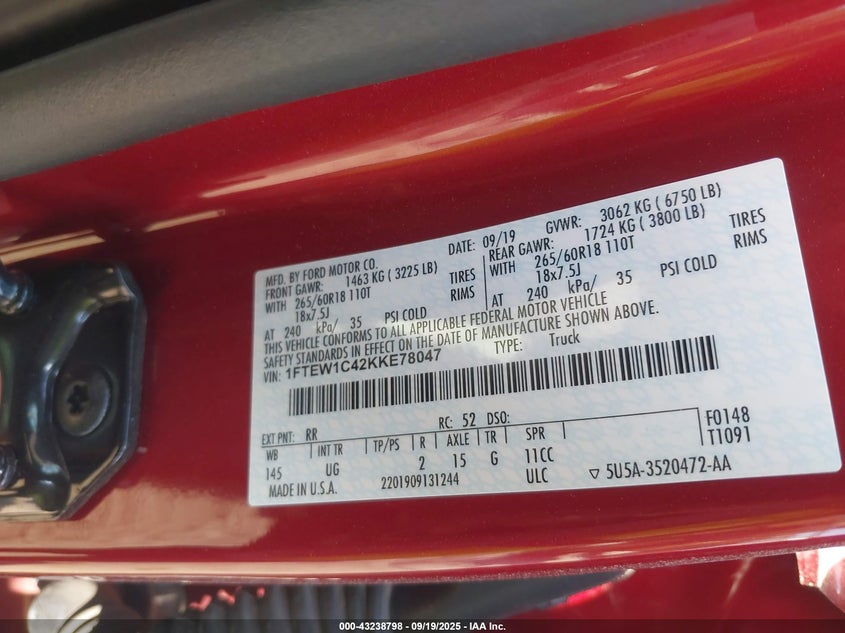 MFD. BY FORD MOTOR CO. DATE: 09/19 GVWR: 3062 KG ( 6750 LB)
FRONT GAWR: 1463 KG ( 3225 LB) REAR GAWR: 1724 KG ( 3800 LB)
WITH 265/60R18 110T TIRES WITH 265/60R18 110T TIRES
18x7.5J RIMS 18x7.5J RIMS
AT 240 kPa/ 35 PSI COLD AT 240 kPa/ 35 PSI COLD
THIS VEHICLE CONFORMS TO ALL APPLICABLE FEDERAL MOTOR VEHICLE
SAFETY STANDARDS IN EFFECT ON THE DATE OF MANUFACTURE SHOWN ABOVE.
VIN: 1FTEW1C42KKE78047 TYPE: Truck
EXT PNT: RR RC: 52 DSO: F0148
WB INT TR TP/PS R AXLE TR SPR T1091
145 UG 2 15 G 11CC
MADE IN U.S.A. 2201909131244 ULC ▽ 5U5A-3520472-AA
000-43238798 - 09/19/2025 - IAA Inc.